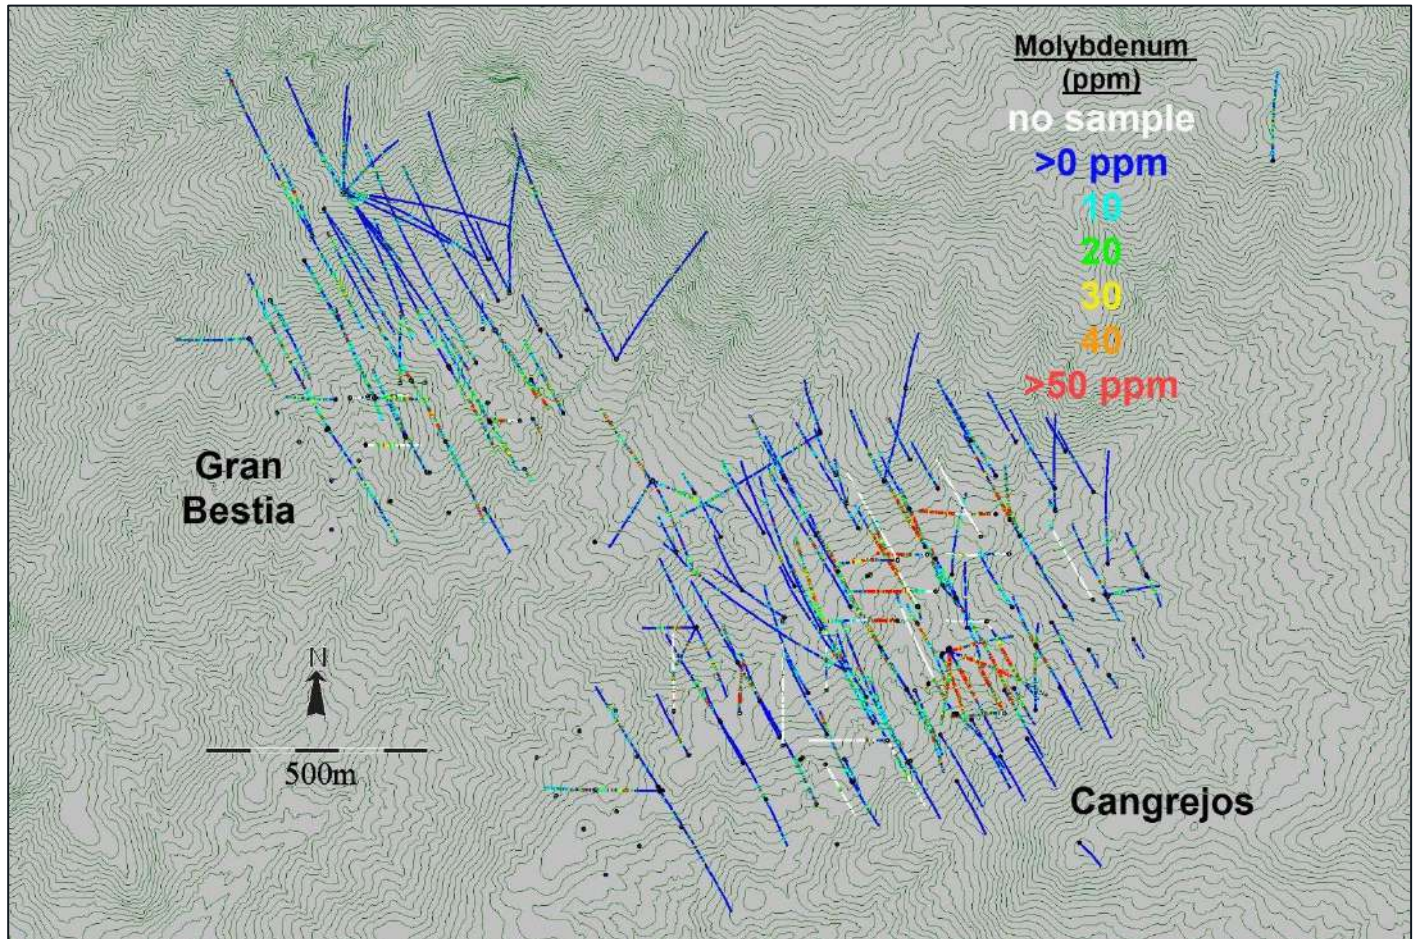 Molybdenum
(ppm)
no sample
>0 ppm
10
20
30
40
>50 ppm
Gran
Bestia
N
500m
Cangrejos